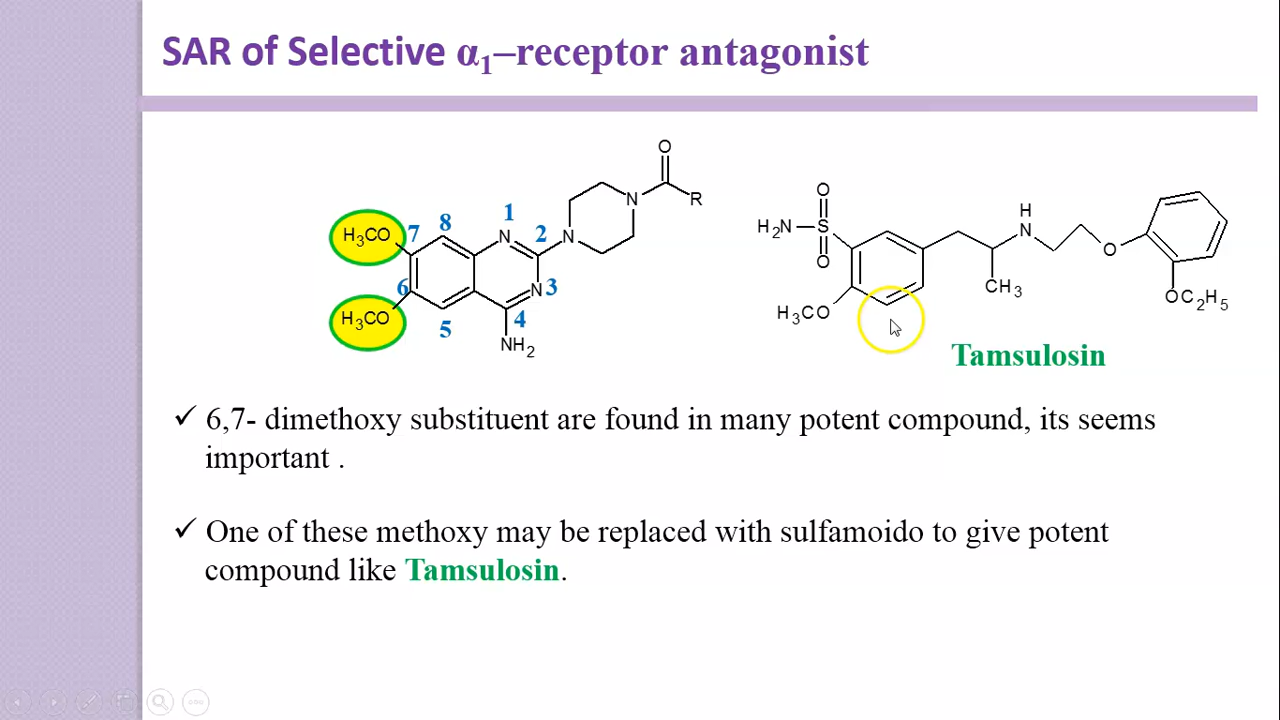 SAR of Selective α₁–receptor antagonist
O
N
R
H₃CO
7
8
1
N
2
N
6
N
3
H₃CO
5
4
NH₂
O
H₂N
S
O
H₃CO
H
N
CH₃
O
OC₂H₅
Tamsulosin
✓ 6,7- dimethoxy substituent are found in many potent compound, its seems
important .
✓ One of these methoxy may be replaced with sulfamoido to give potent
compound like Tamsulosin.